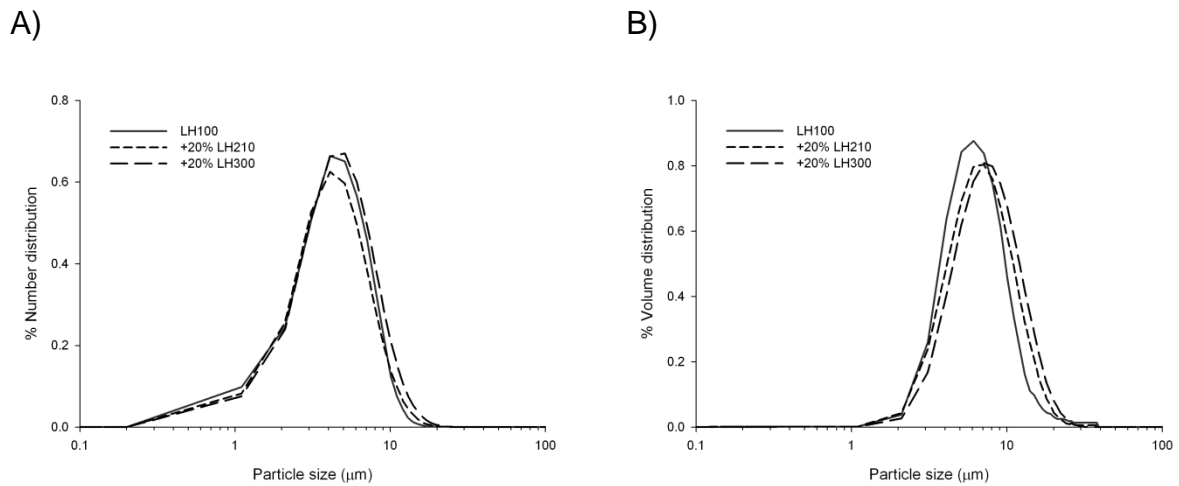 A)
B)
0.8
0.6
0.4
0.2
0.0
% Number distribution
LH100
+20% LH210
+20% LH300
0.1
1
10
100
Particle size (μm)
1.0
0.8
0.6
0.4
0.2
0.0
% Volume distribution
LH100
+20% LH210
+20% LH300
0.1
1
10
100
Particle size (μm)